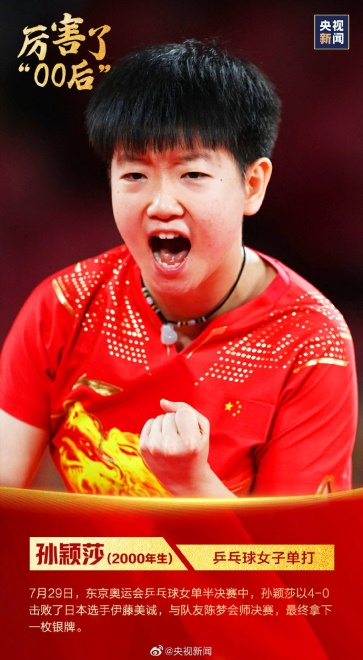 厉害了
“00后”
央视
新闻
孙颖莎(2000年生)
乒乓球女子单打
7月29日，东京奥运会乒乓球女单半决赛中，孙颖莎以4-0
击败了日本选手伊藤美诚，与队友陈梦会师决赛，最终拿下
一枚银牌。
@央视新闻